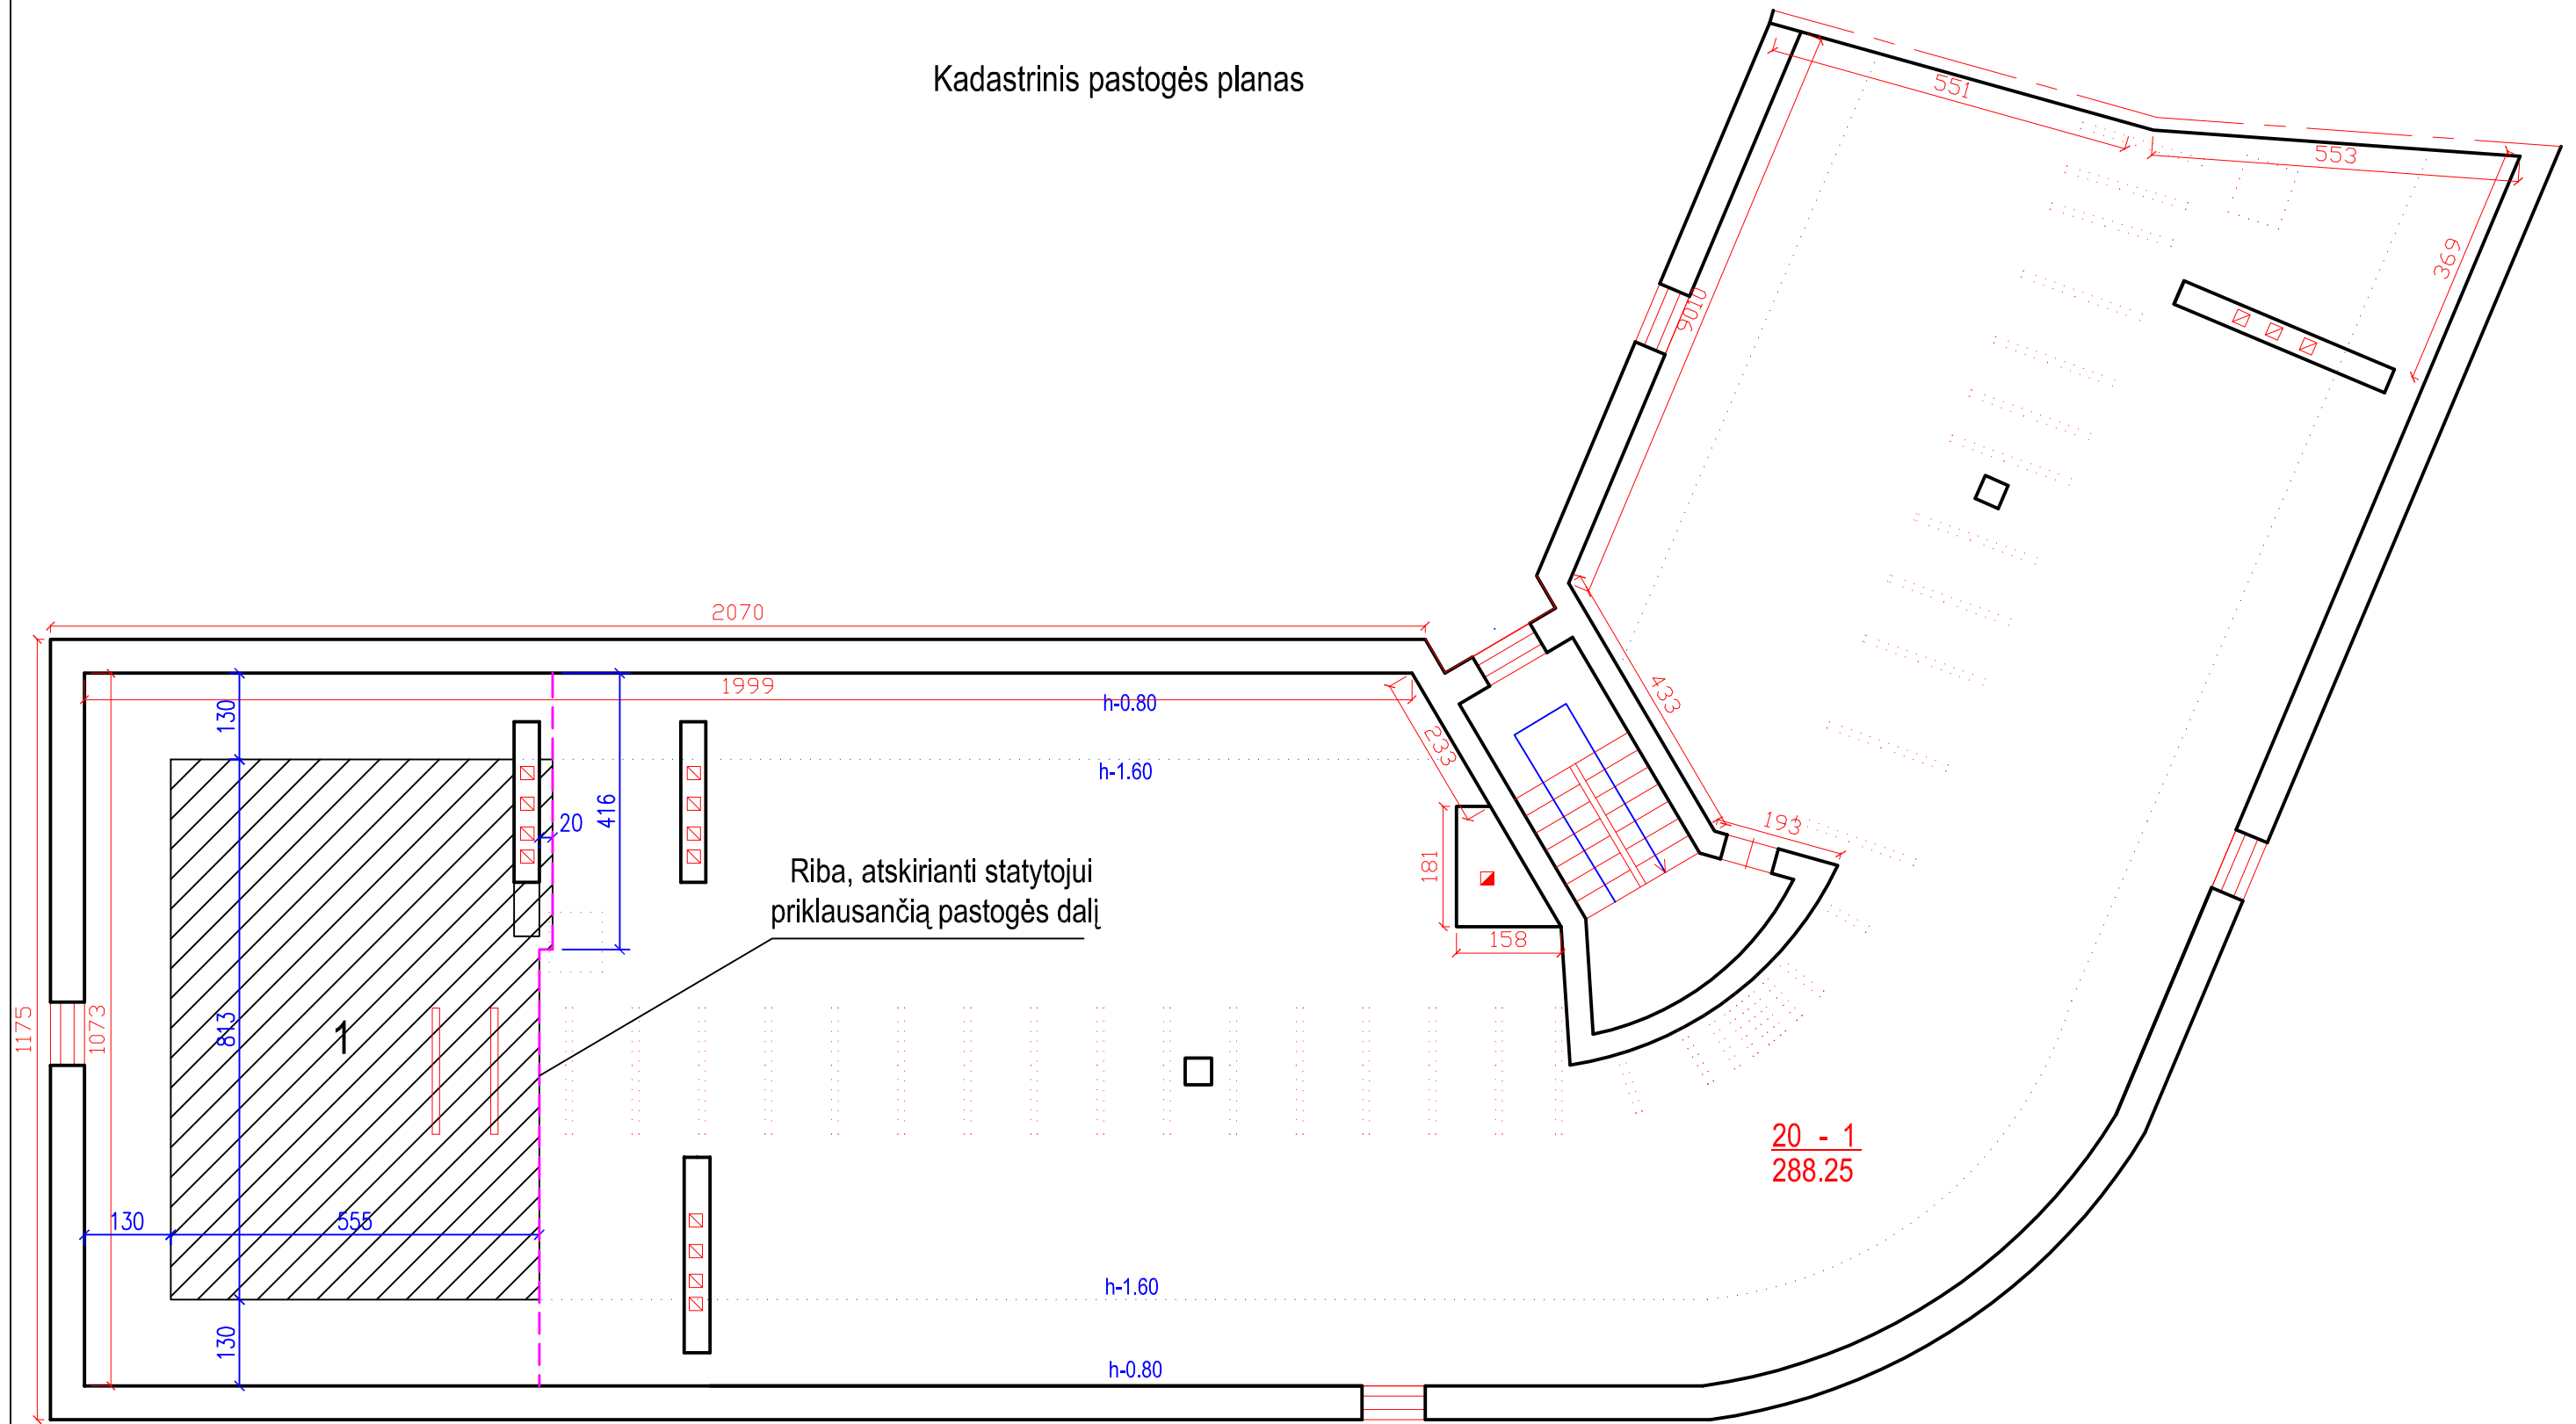 Kadastrinis pastogės planas
551
553
369
9010
2070
1999
h-0.80
130
h-1.60
433
233
193
20
416
181
158
Riba, atskirianti statytojui
priklausančią pastogės dalį
1175
1073
813
1
20 - 1
288.25
130
555
h-1.60
130
h-0.80